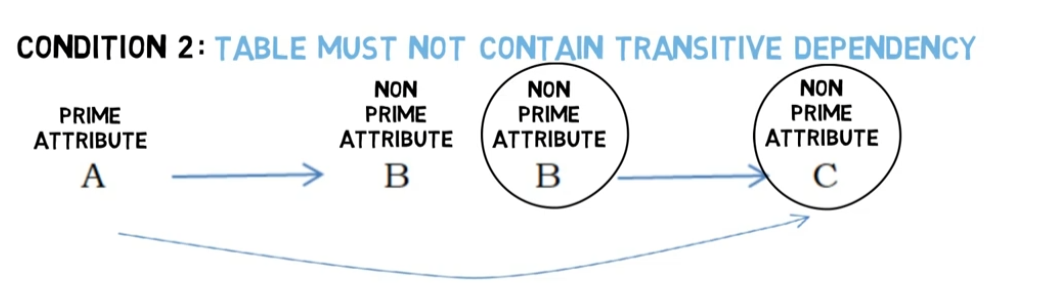 CONDITION 2: TABLE MUST NOT CONTAIN TRANSITIVE DEPENDENCY
PRIME
ATTRIBUTE
A
NON
PRIME
ATTRIBUTE
B
NON
PRIME
ATTRIBUTE
B
NON
PRIME
ATTRIBUTE
C